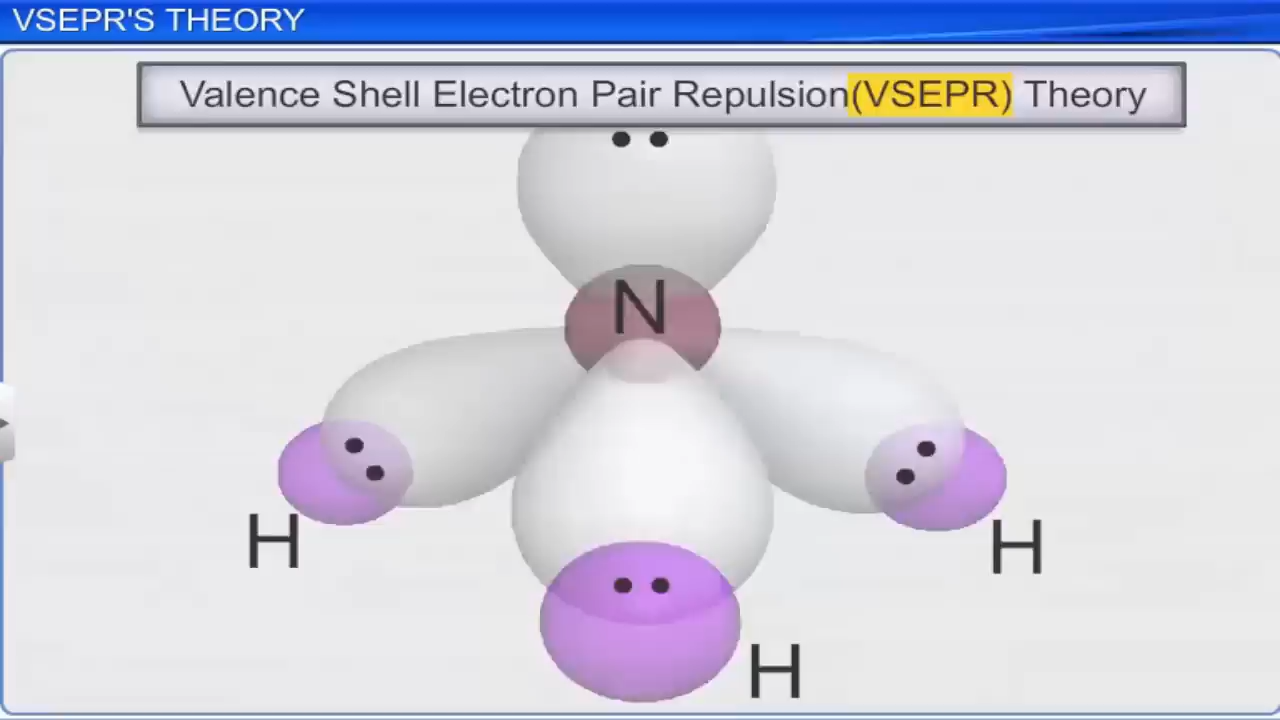 VSEPR'S THEORY
Valence Shell Electron Pair Repulsion(VSEPR) Theory
N
H
H
H